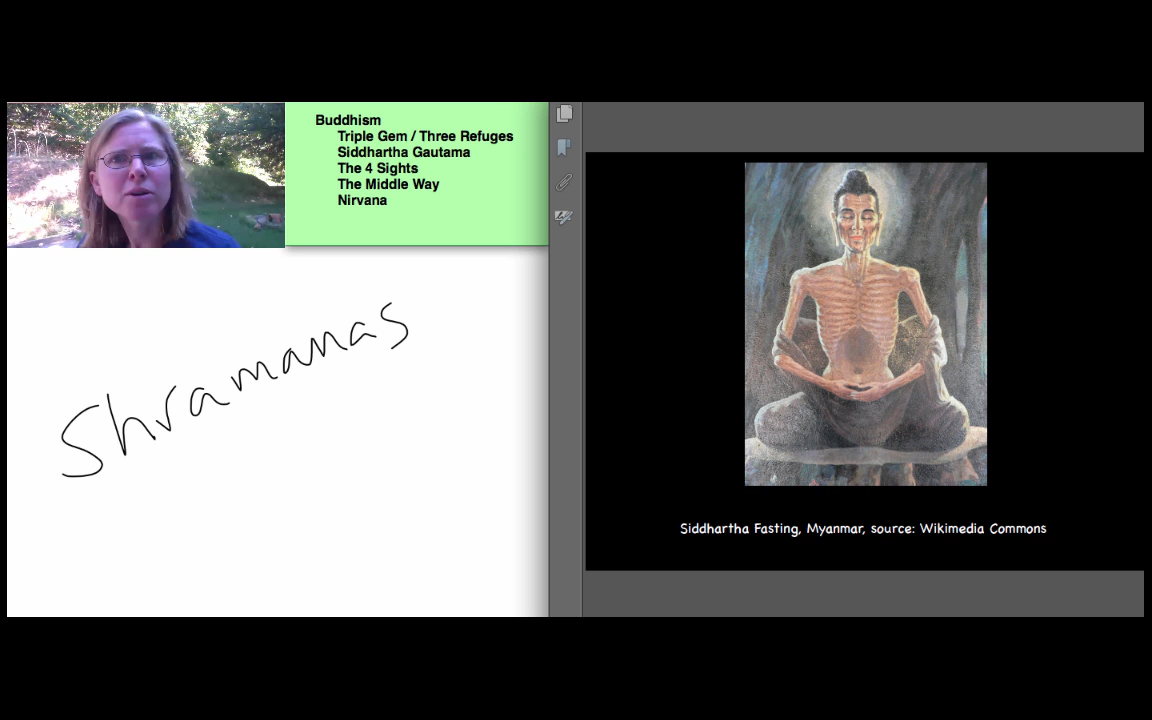 Buddhism
Triple Gem / Three Refuges
Siddhartha Gautama
The 4 Sights
The Middle Way
Nirvana
Shramanas
Siddhartha Fasting, Myanmar, source: Wikimedia Commons